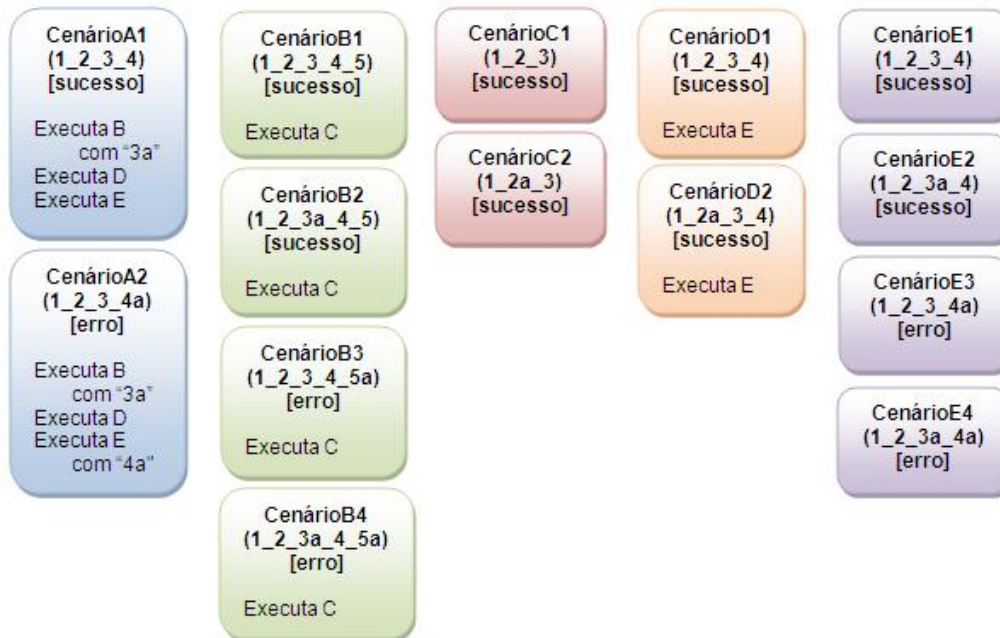 CenárioA1
(1_2_3_4)
[sucesso]
Executa B
com “3a”
Executa D
Executa E
CenárioA2
(1_2_3_4a)
[erro]
Executa B
com “3a”
Executa D
Executa E
com “4a”
CenárioB1
(1_2_3_4_5)
[sucesso]
Executa C
CenárioB2
(1_2_3a_4_5)
[sucesso]
Executa C
CenárioB3
(1_2_3_4_5a)
[erro]
Executa C
CenárioB4
(1_2_3a_4_5a)
[erro]
Executa C
CenárioC1
(1_2_3)
[sucesso]
CenárioC2
(1_2a_3)
[sucesso]
CenárioD1
(1_2_3_4)
[sucesso]
Executa E
CenárioD2
(1_2a_3_4)
[sucesso]
Executa E
CenárioE1
(1_2_3_4)
[sucesso]
CenárioE2
(1_2_3a_4)
[sucesso]
CenárioE3
(1_2_3_4a)
[erro]
CenárioE4
(1_2_3a_4a)
[erro]